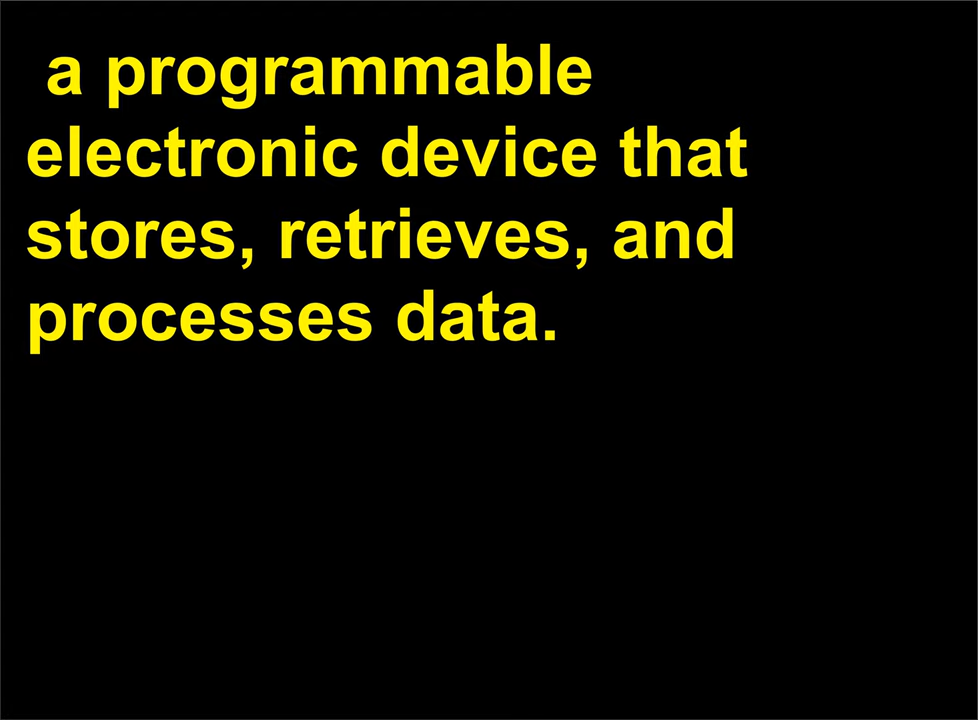 a programmable
electronic device that
stores, retrieves, and
processes data.